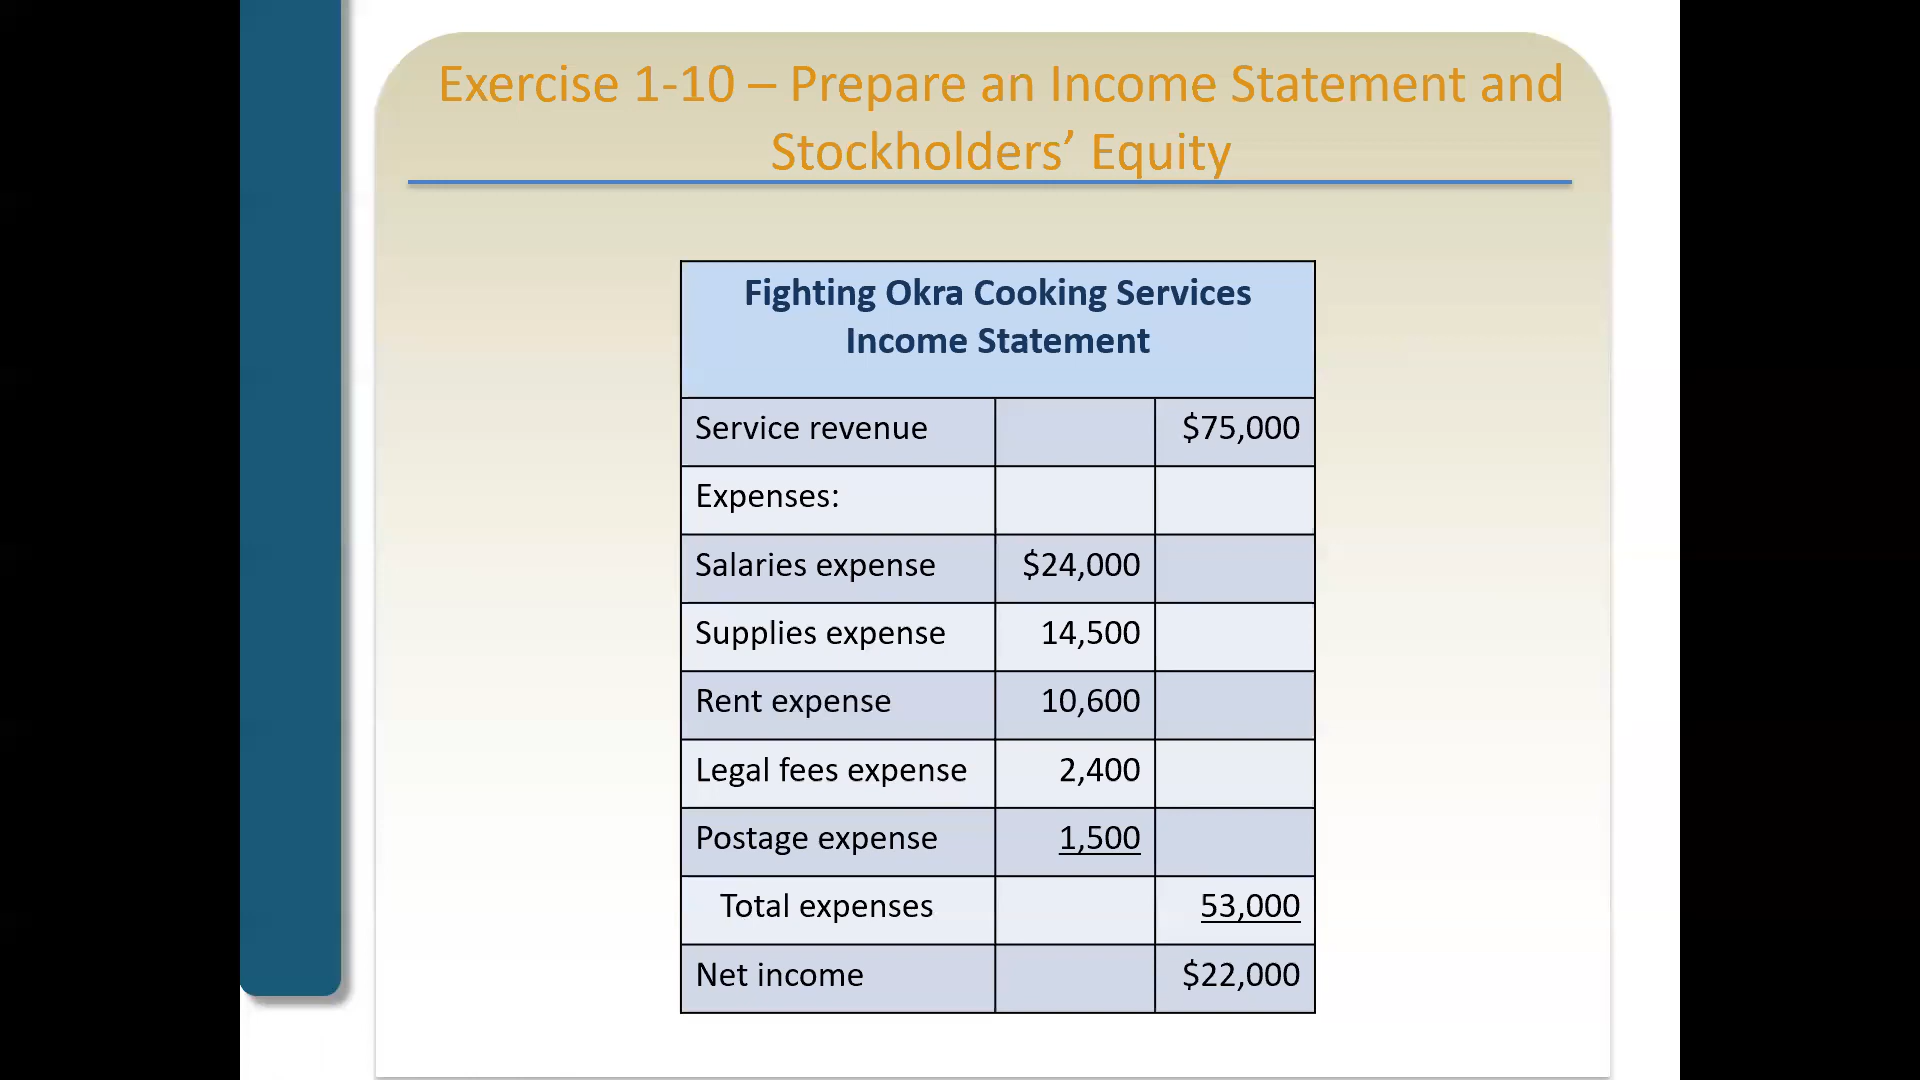 Exercise 1-10 – Prepare an Income Statement and
Stockholders’ Equity
Fighting Okra Cooking Services
Income Statement
Service revenue $75,000
Expenses:
Salaries expense $24,000
Supplies expense 14,500
Rent expense 10,600
Legal fees expense 2,400
Postage expense 1,500
Total expenses 53,000
Net income $22,000